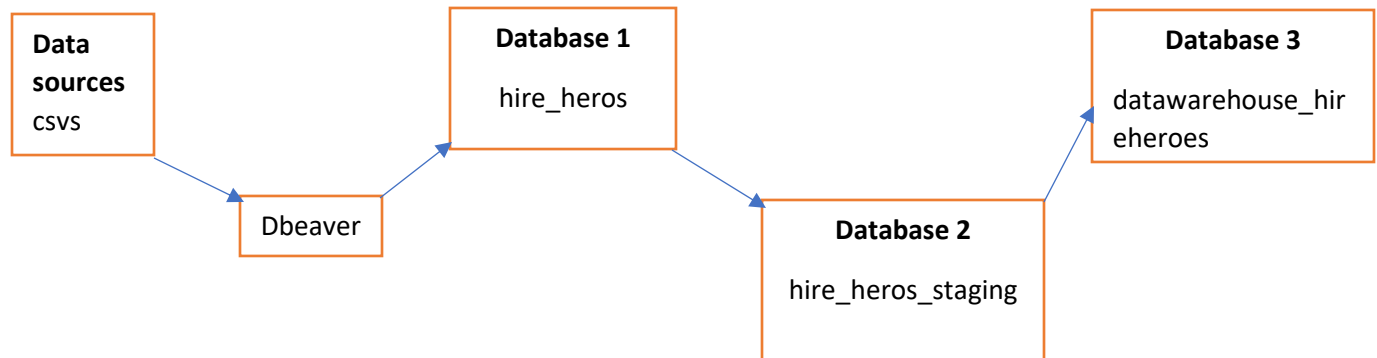 Data
sources
csvs
Dbeaver
Database 1
hire_heros
Database 2
hire_heros_staging
Database 3
datawarehouse_hir
eheroes